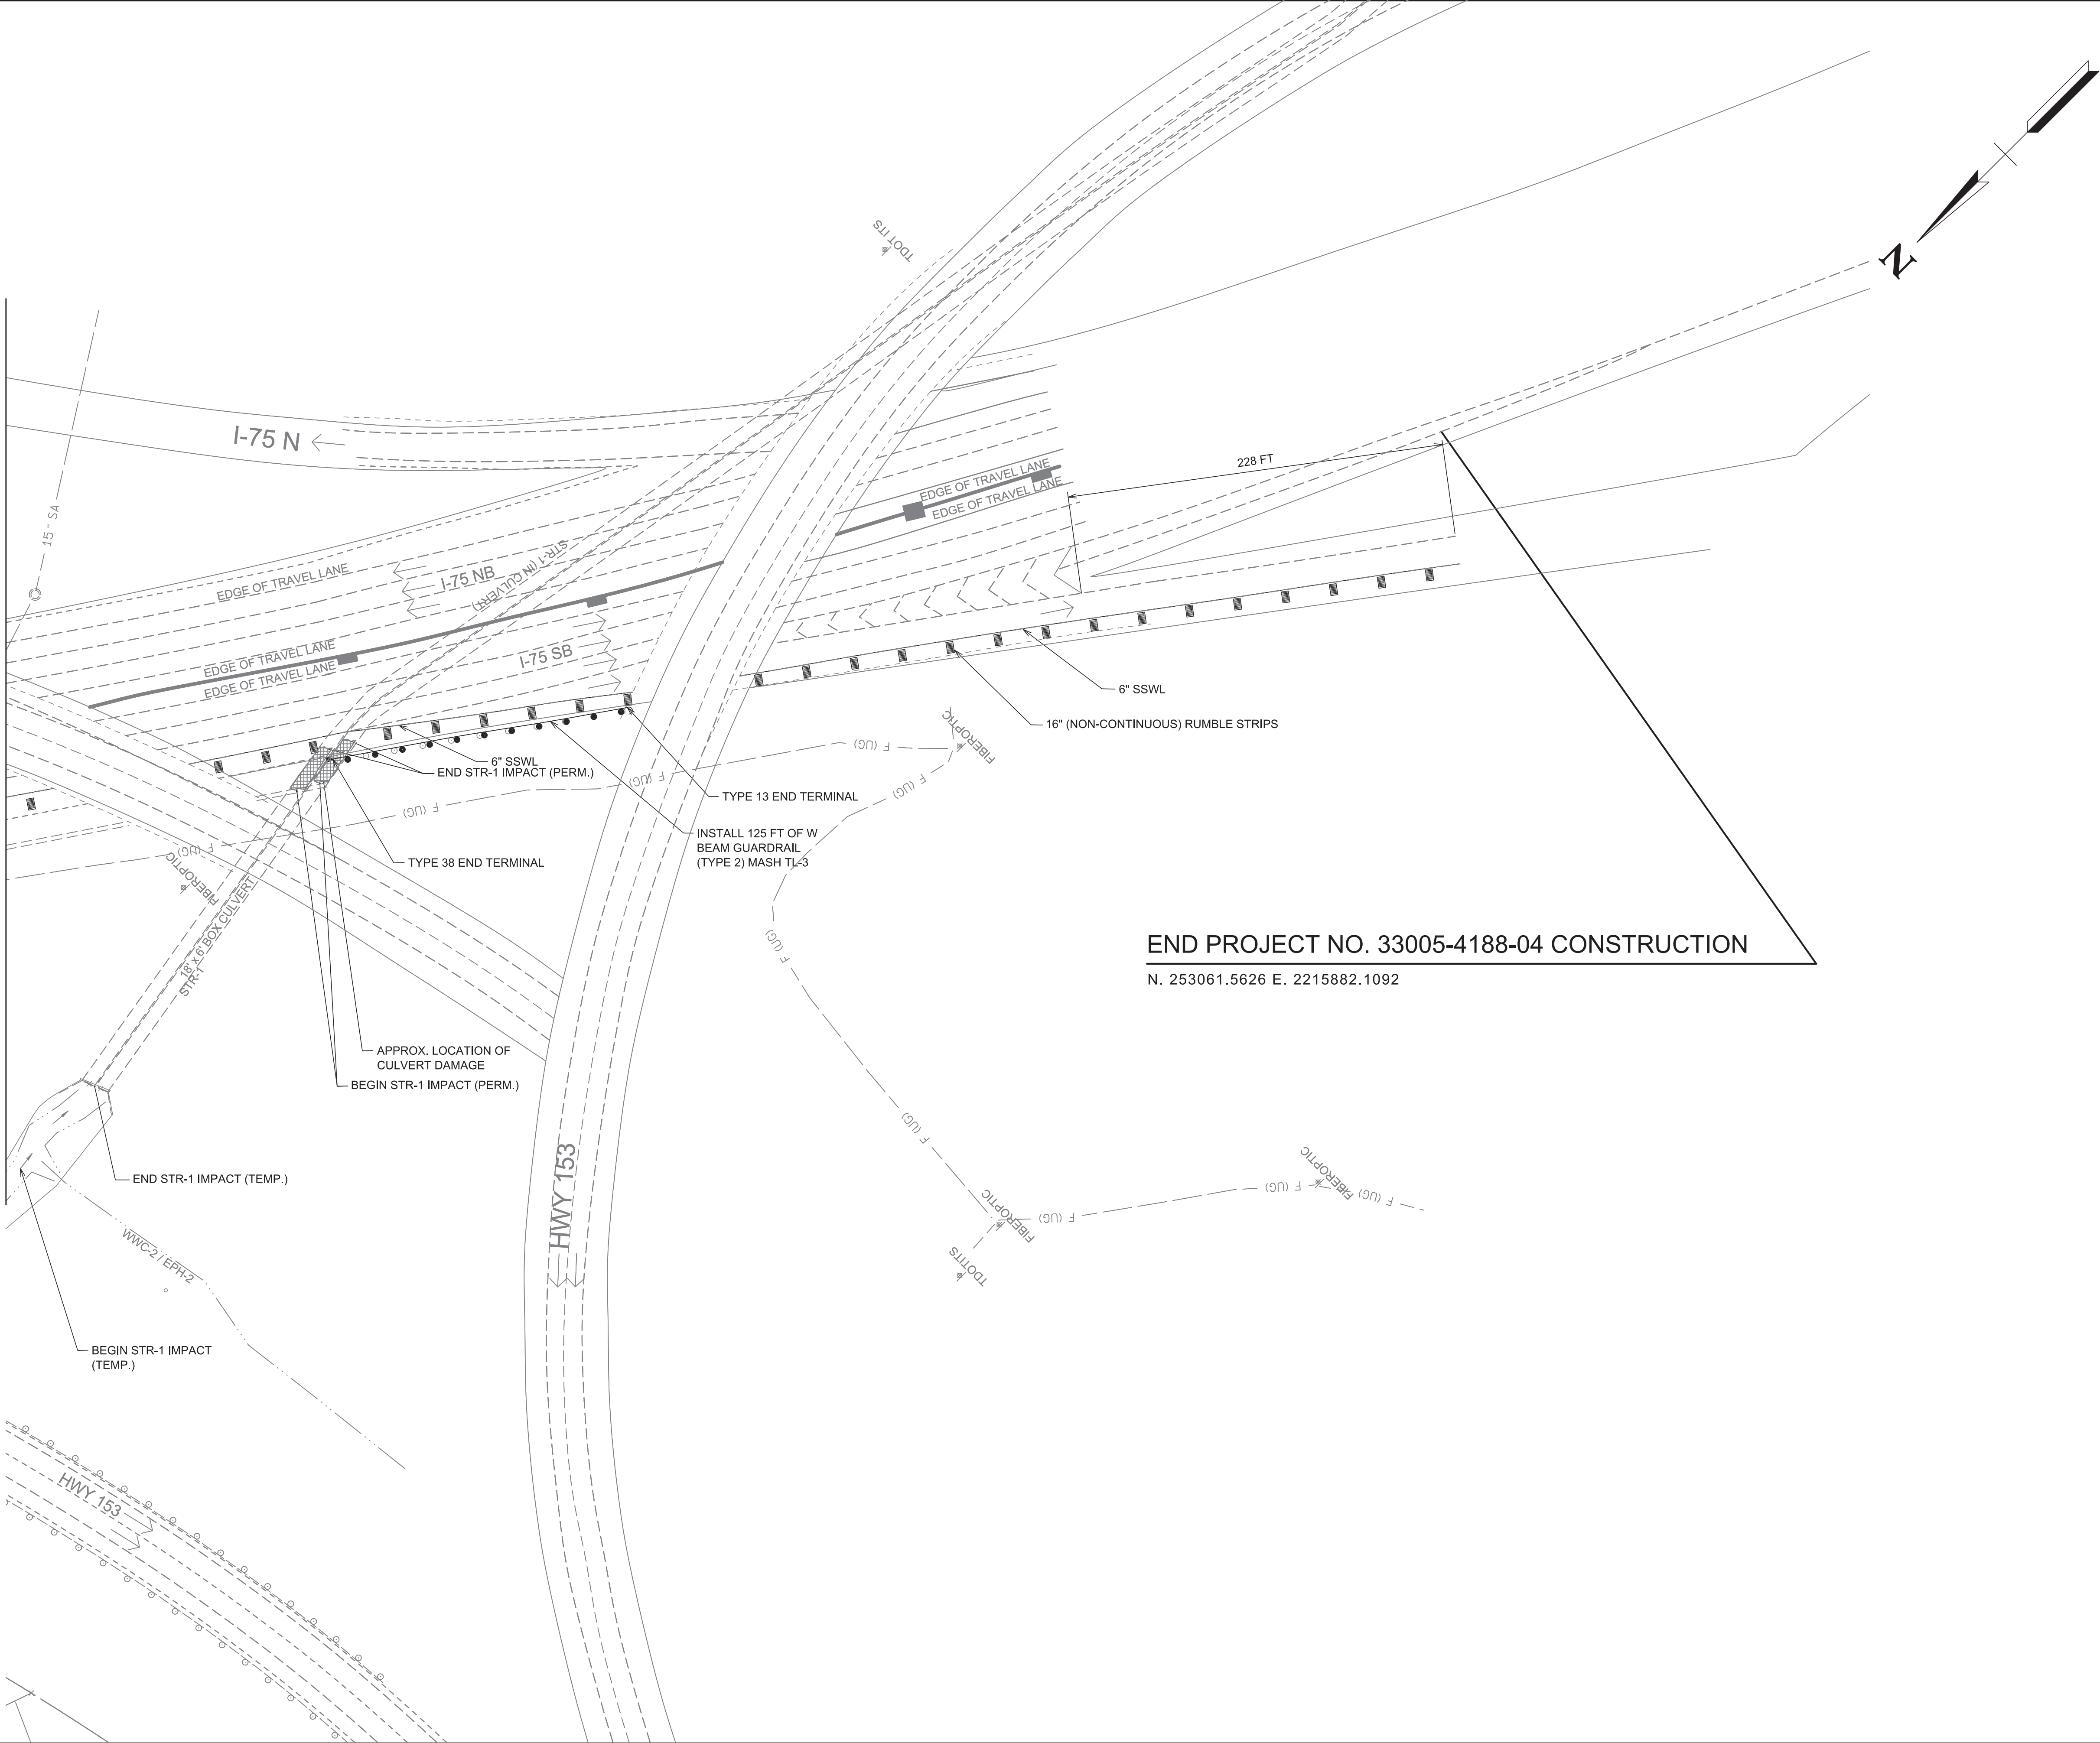 TDOT ITS
N
I-75 N
228 FT
EDGE OF TRAVEL LANE
EDGE OF TRAVEL LANE
15" SA
STR-1 (IN CULVERT)
I-75 NB
EDGE OF TRAVEL LANE
EDGE OF TRAVEL LANE
EDGE OF TRAVEL LANE
I-75 SB
6" SSWL
16" (NON-CONTINUOUS) RUMBLE STRIPS
FIBEROPTIC
F (UG)
F (UG)
F (UG)
F (UG)
F (UG)
6" SSWL
END STR-1 IMPACT (PERM.)
TYPE 13 END TERMINAL
INSTALL 125 FT OF W
BEAM GUARDRAIL
(TYPE 2) MASH TL-3
TYPE 38 END TERMINAL
FIBEROPTIC
18' x 6' BOX CULVERT
STR-1
F (UG)
END PROJECT NO. 33005-4188-04 CONSTRUCTION
N. 253061.5626 E. 2215882.1092
APPROX. LOCATION OF
CULVERT DAMAGE
BEGIN STR-1 IMPACT (PERM.)
F (UG)
HWY 153
END STR-1 IMPACT (TEMP.)
FIBEROPTIC
F (UG)
F (UG)
FIBEROPTIC
F (UG)
FIBEROPTIC
TDOT ITS
WWC-2 / EPH-2
BEGIN STR-1 IMPACT
(TEMP.)
HWY 153